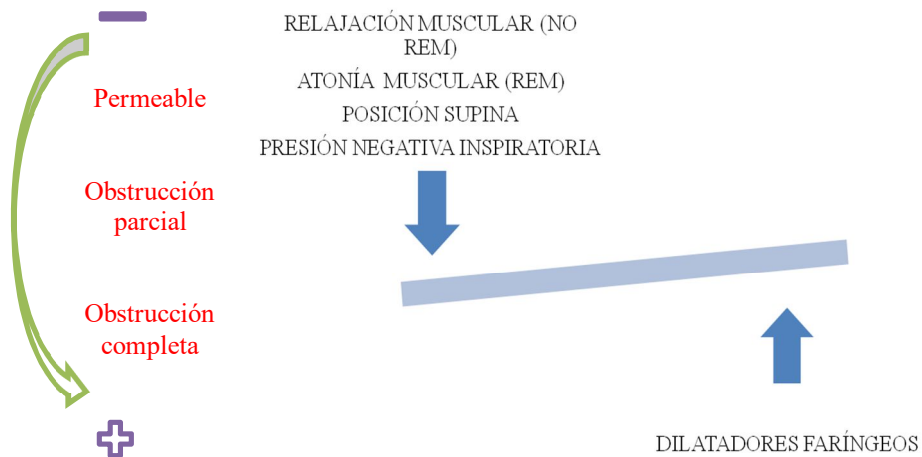 Permeable
Obstrucción
parcial
Obstrucción
completa
RELAJACIÓN MUSCULAR (NO
REM)
ATONÍA MUSCULAR (REM)
POSICIÓN SUPINA
PRESIÓN NEGATIVA INSPIRATORIA
DILATADORES FARÍNGEOS